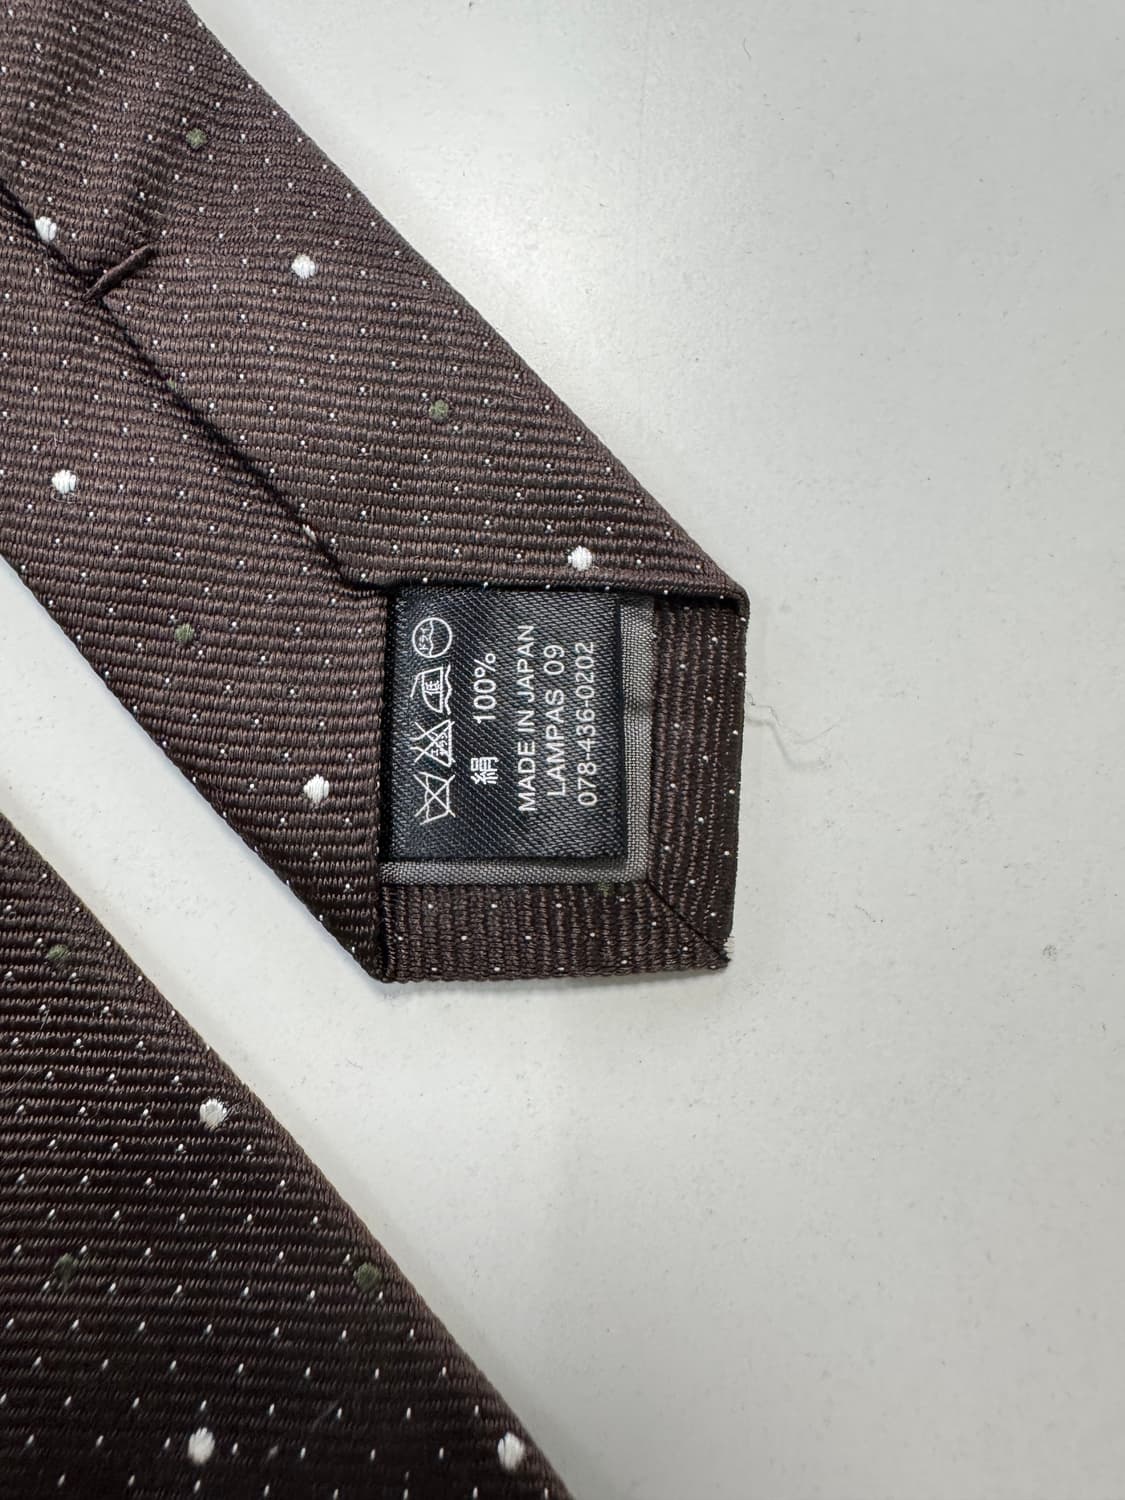 絹 100%
MADE IN JAPAN
LAMPAS 09
078-436-0202